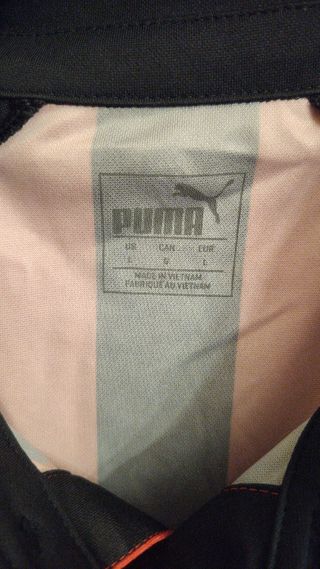 PUMA
US CAN EUR
L G L
MADE IN VIETNAM
FABRIQUÉ AU VIETNAM